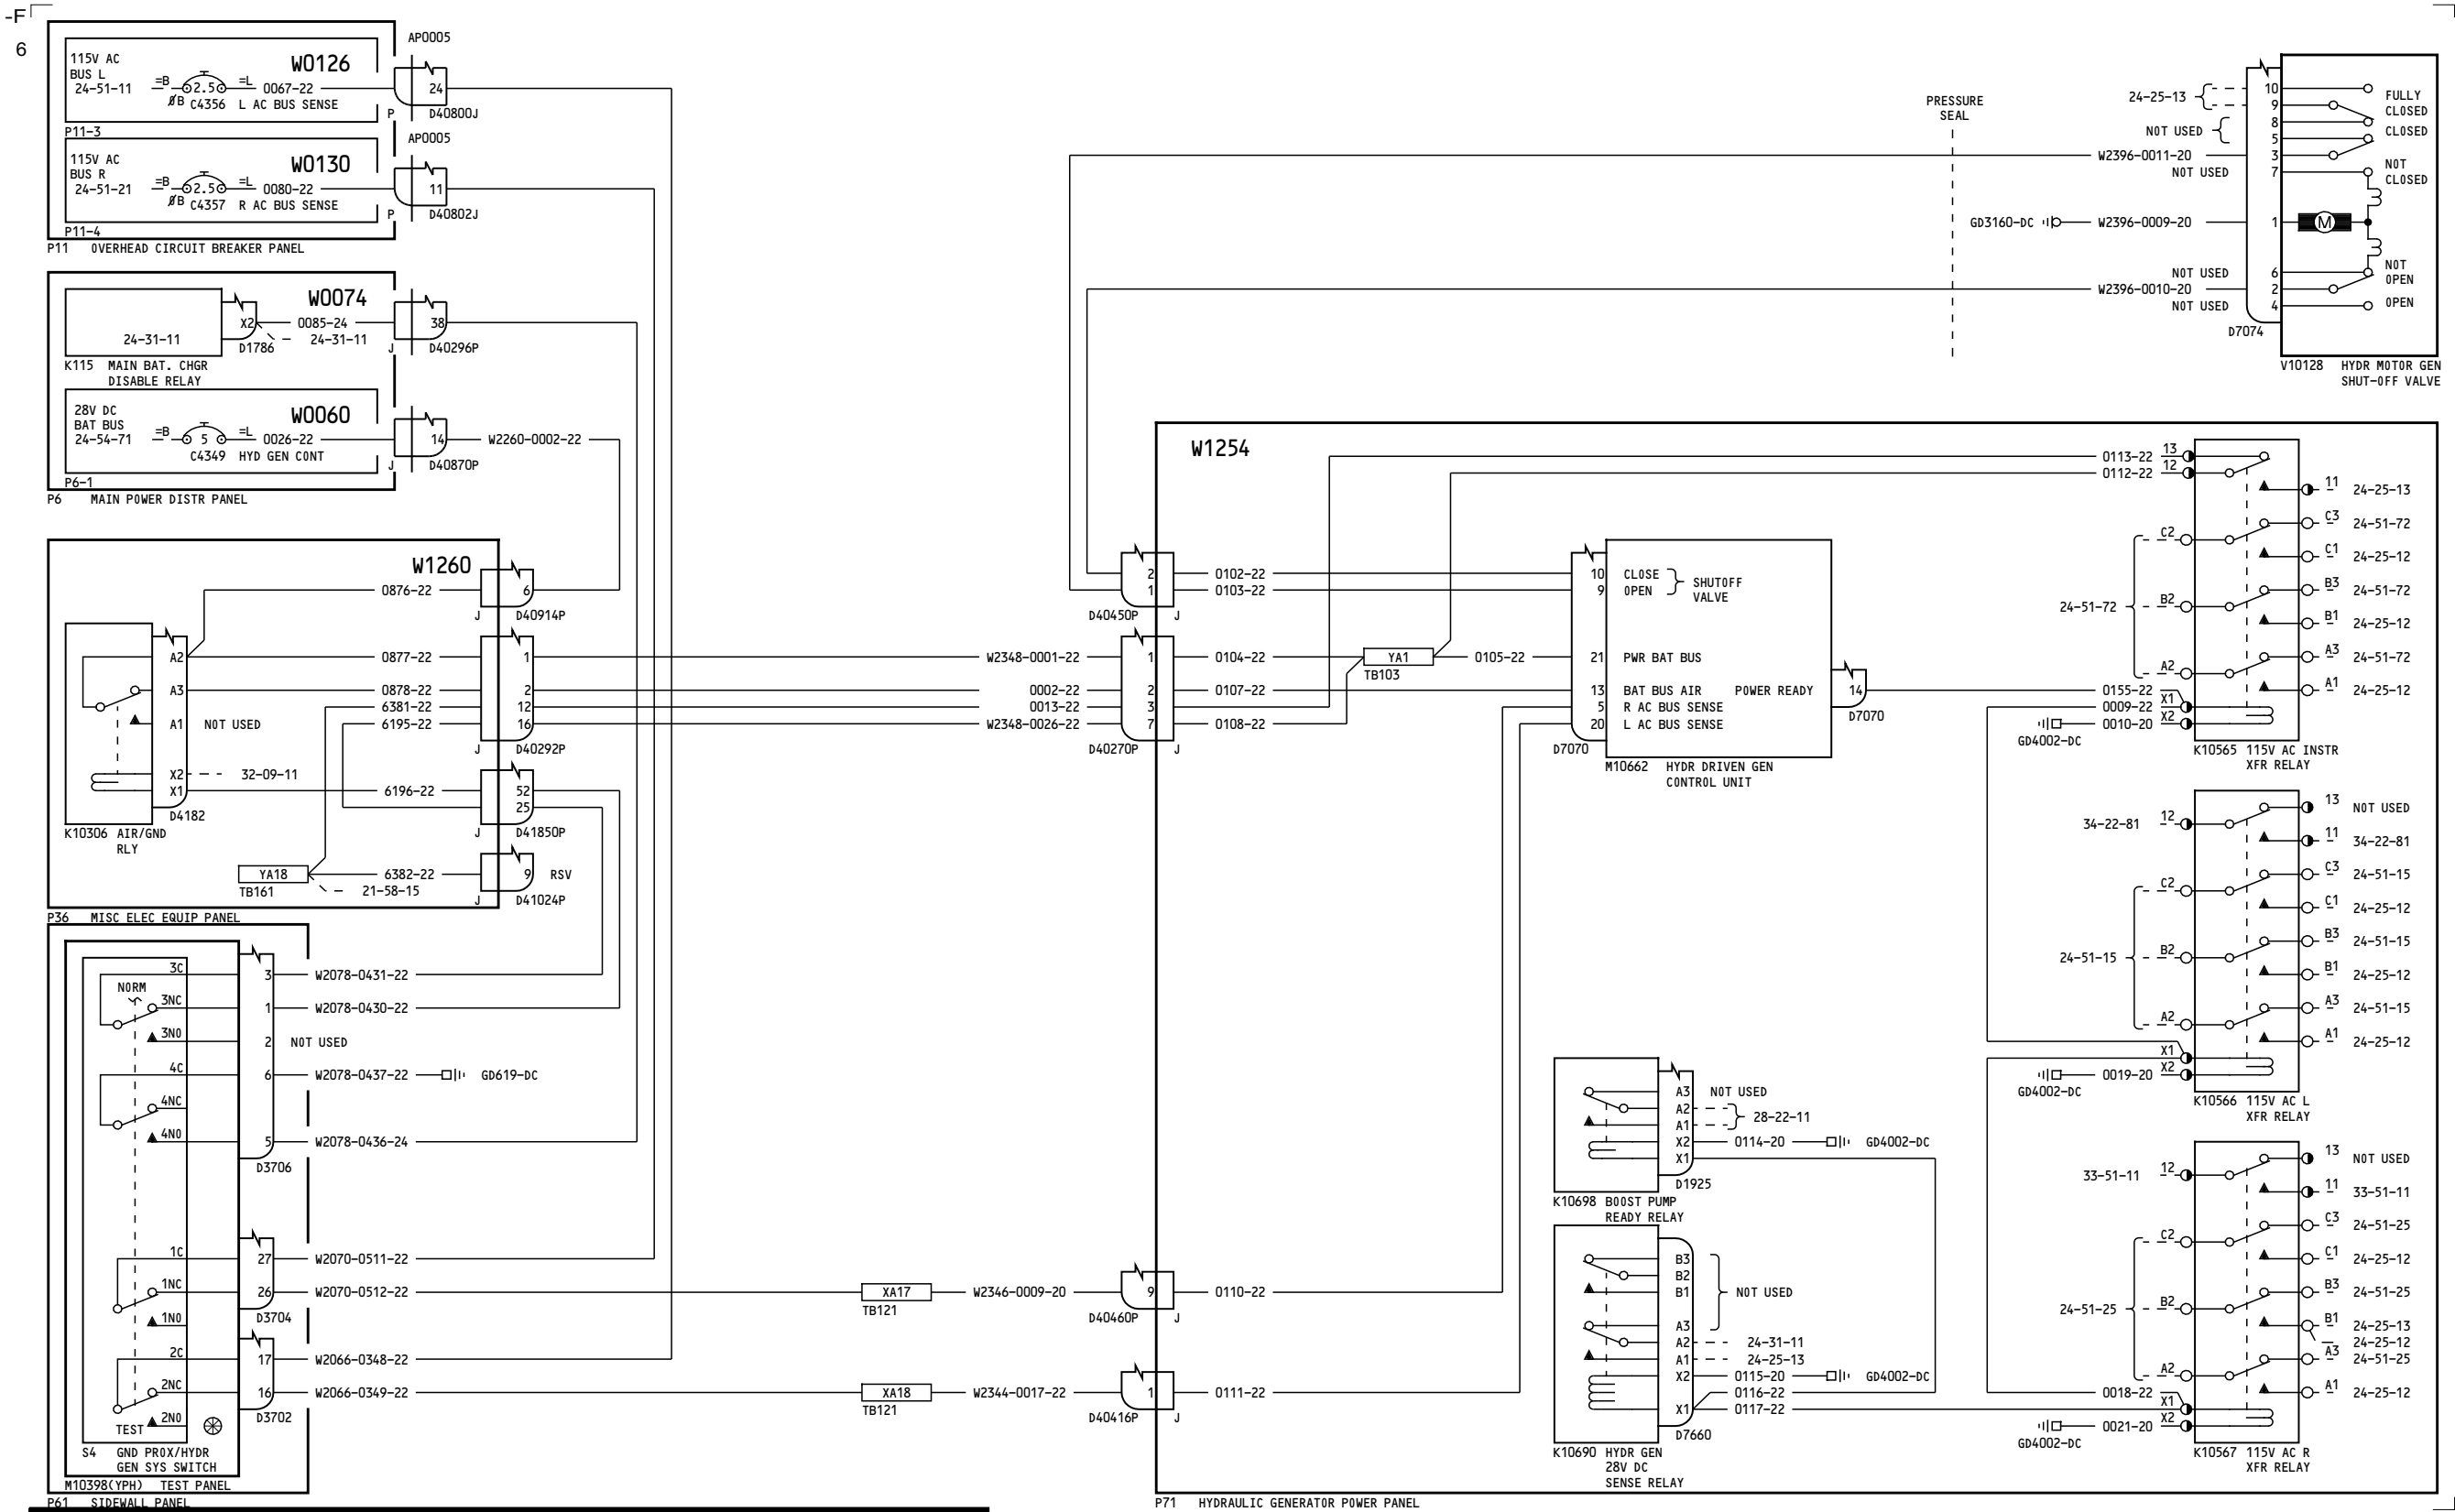 -F
6
115V AC
BUS L
24-51-11
=B
ØB
2.5
C4356
=L
0067-22
L AC BUS SENSE
W0126
P11-3
AP0005
24
P
D40800J
115V AC
BUS R
24-51-21
=B
ØB
2.5
C4357
=L
0080-22
R AC BUS SENSE
W0130
P11-4
AP0005
11
P
D40802J
P11 OVERHEAD CIRCUIT BREAKER PANEL
W0074
24-31-11
X2
0085-24
24-31-11
D1786
38
J
D40296P
K115 MAIN BAT. CHGR
DISABLE RELAY
28V DC
BAT BUS
24-54-71
=B
5
=L
0026-22
C4349 HYD GEN CONT
W0060
P6-1
14
W2260-0002-22
J
D40870P
P6 MAIN POWER DISTR PANEL
W1260
0876-22
6
J
D40914P
A2
0877-22
1
A3
0878-22
2
6381-22
12
A1
NOT USED
6195-22
16
J
D40292P
X2
32-09-11
X1
6196-22
52
25
D4182
J
D41850P
K10306 AIR/GND
RLY
YA18
TB161
6382-22
21-58-15
9
RSV
J
D41024P
P36 MISC ELEC EQUIP PANEL
3C
3
W2078-0431-22
NORM
3NC
1
W2078-0430-22
3NO
2
NOT USED
4C
6
W2078-0437-22
GD619-DC
4NC
4NO
5
W2078-0436-24
D3706
1C
27
W2070-0511-22
1NC
26
W2070-0512-22
1NO
D3704
2C
17
W2066-0348-22
2NC
16
W2066-0349-22
TEST
2NO
D3702
S4 GND PROX/HYDR
GEN SYS SWITCH
M10398(YPH) TEST PANEL
P61 SIDEWALL PANEL
W2348-0001-22
0002-22
0013-22
W2348-0026-22
XA17
TB121
W2346-0009-20
XA18
TB121
W2344-0017-22
PRESSURE
SEAL
24-25-13
NOT USED
W2396-0011-20
NOT USED
GD3160-DC
W2396-0009-20
NOT USED
W2396-0010-20
NOT USED
10
9
8
5
3
7
1
6
2
4
D7074
FULLY
CLOSED
CLOSED
NOT
CLOSED
M
NOT
OPEN
OPEN
V10128 HYDR MOTOR GEN
SHUT-OFF VALVE
W1254
2
0102-22
1
0103-22
D40450P
J
1
0104-22
YA1
TB103
0105-22
2
0107-22
3
7
0108-22
D40270P
J
10
CLOSE
9
OPEN
SHUTOFF
VALVE
21
PWR BAT BUS
13
BAT BUS AIR
POWER READY
5
R AC BUS SENSE
20
L AC BUS SENSE
D7070
14
D7070
M10662 HYDR DRIVEN GEN
CONTROL UNIT
9
0110-22
D40460P
J
1
0111-22
D40416P
J
0113-22
13
0112-22
12
11
24-25-13
C3
24-51-72
C2
C1
24-25-12
B3
24-51-72
24-51-72
B2
B1
24-25-12
A3
24-51-72
A2
A1
24-25-12
0155-22
X1
0009-22
0010-20
X2
GD4002-DC
K10565 115V AC INSTR
XFR RELAY
13
NOT USED
34-22-81
12
11
34-22-81
C3
24-51-15
C2
C1
24-25-12
B3
24-51-15
24-51-15
B2
B1
24-25-12
A3
24-51-15
A2
A1
24-25-12
X1
0019-20
X2
GD4002-DC
K10566 115V AC L
XFR RELAY
A3
NOT USED
A2
28-22-11
A1
X2
0114-20
GD4002-DC
X1
D1925
K10698 BOOST PUMP
READY RELAY
B3
B2
NOT USED
B1
A3
A2
24-31-11
A1
24-25-13
X2
0115-20
GD4002-DC
0116-22
X1
0117-22
D7660
K10690 HYDR GEN
28V DC
SENSE RELAY
13
NOT USED
33-51-11
12
11
33-51-11
C3
24-51-25
C2
C1
24-25-12
B3
24-51-25
24-51-25
B2
B1
24-25-13
24-25-12
A3
24-51-25
A2
A1
24-25-12
0018-22
X1
0021-20
X2
GD4002-DC
K10567 115V AC R
XFR RELAY
P71 HYDRAULIC GENERATOR POWER PANEL